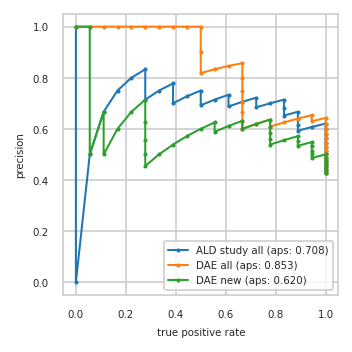 precision
1.0
0.8
0.6
0.4
0.2
0.0
ALD study all (aps: 0.708)
DAE all (aps: 0.853)
DAE new (aps: 0.620)
0.0 0.2 0.4 0.6 0.8 1.0
true positive rate